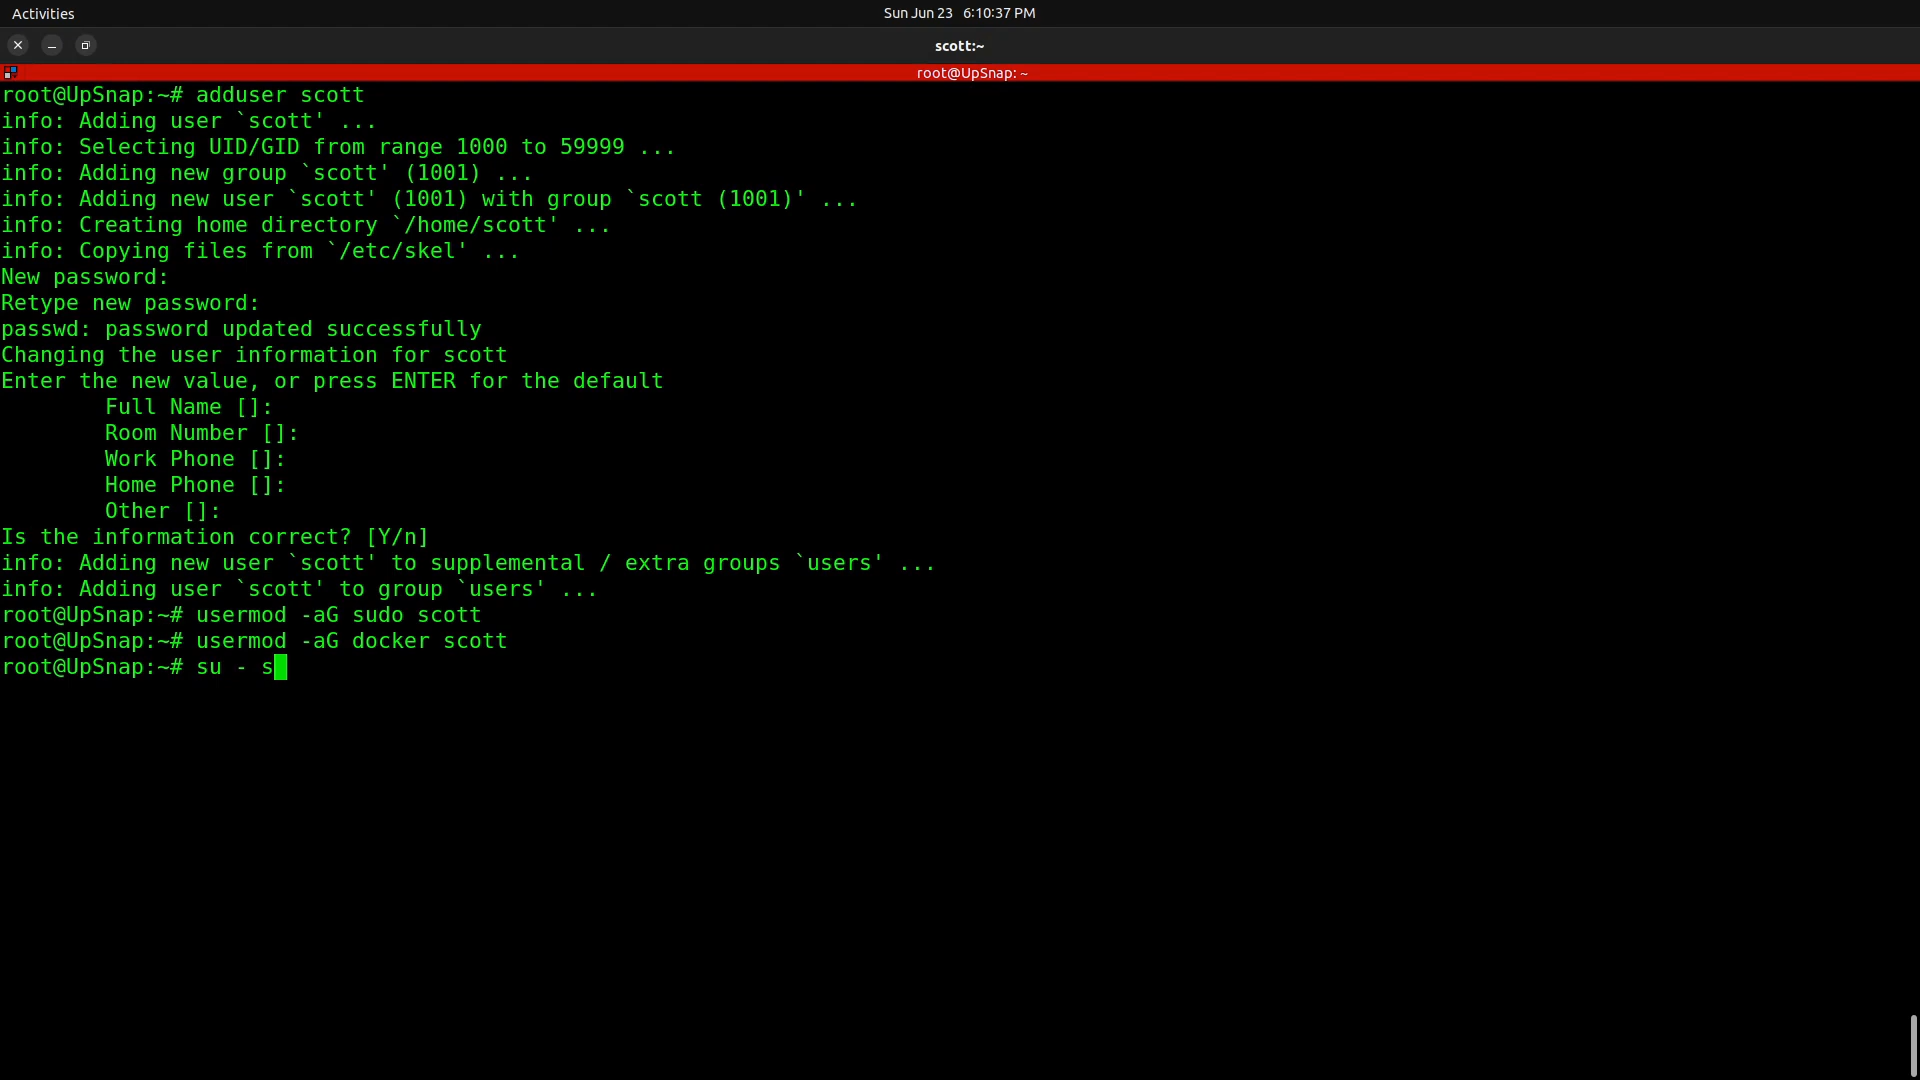 Activities
Sun Jun 23 6:10:37 PM
scott:~
root@UpSnap: ~
root@UpSnap:~# adduser scott
info: Adding user `scott' ...
info: Selecting UID/GID from range 1000 to 59999 ...
info: Adding new group `scott' (1001) ...
info: Adding new user `scott' (1001) with group `scott (1001)' ...
info: Creating home directory `/home/scott' ...
info: Copying files from `/etc/skel' ...
New password:
Retype new password:
passwd: password updated successfully
Changing the user information for scott
Enter the new value, or press ENTER for the default
Full Name []:
Room Number []:
Work Phone []:
Home Phone []:
Other []:
Is the information correct? [Y/n]
info: Adding new user `scott' to supplemental / extra groups `users' ...
info: Adding user `scott' to group `users' ...
root@UpSnap:~# usermod -aG sudo scott
root@UpSnap:~# usermod -aG docker scott
root@UpSnap:~# su - s